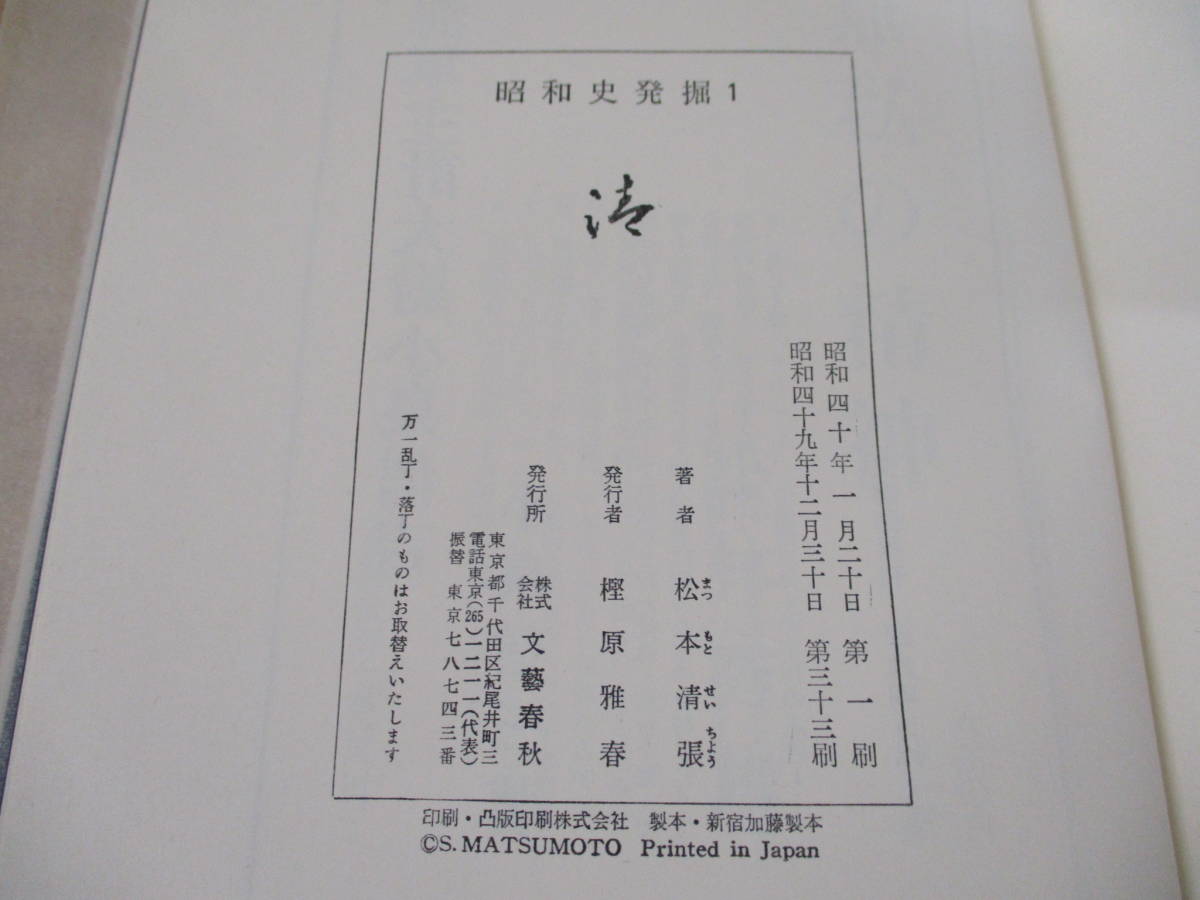 昭和史発掘1
清
昭和四十年一月二十日 第一刷
昭和四十九年十二月三十日 第三十三刷
著者 松本清張
まつもとせいちょう
発行者 樫原雅春
発行所 株式会社 文藝春秋
東京都千代田区紀尾井町三
電話東京(265)一二一一(代表)
振替 東京七八七四三番
万一乱丁・落丁のものはお取替えいたします
印刷・凸版印刷株式会社 製本・新宿加藤製本
©S. MATSUMOTO Printed in Japan